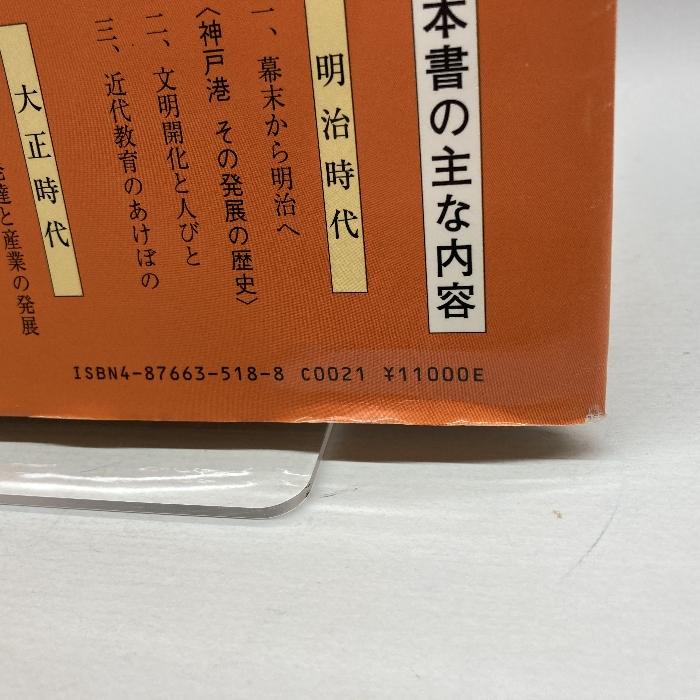 本書の主な内容
明治時代
一、幕末から明治へ
〈神戸港 その発展の歴史〉
二、文明開化と人びと
三、近代教育のあけぼの
大正時代
達と産業の発展
ISBN4-87663-518-8 C0021 ¥11000E